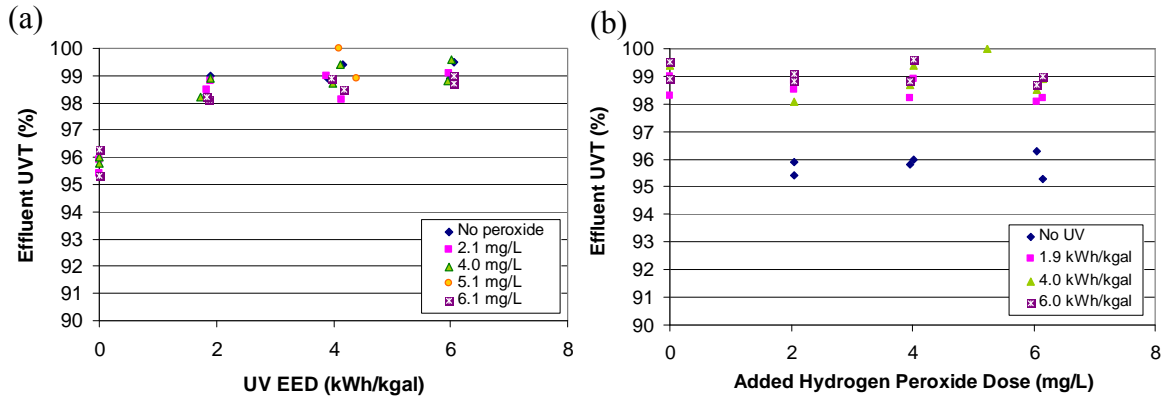 (a)
100
99
98
97
96
95
94
93
92
91
90
Effluent UVT (%)
0 2 4 6 8
UV EED (kWh/kgal)
No peroxide
2.1 mg/L
4.0 mg/L
5.1 mg/L
6.1 mg/L
(b)
100
99
98
97
96
95
94
93
92
91
90
Effluent UVT (%)
0 2 4 6 8
Added Hydrogen Peroxide Dose (mg/L)
No UV
1.9 kWh/kgal
4.0 kWh/kgal
6.0 kWh/kgal